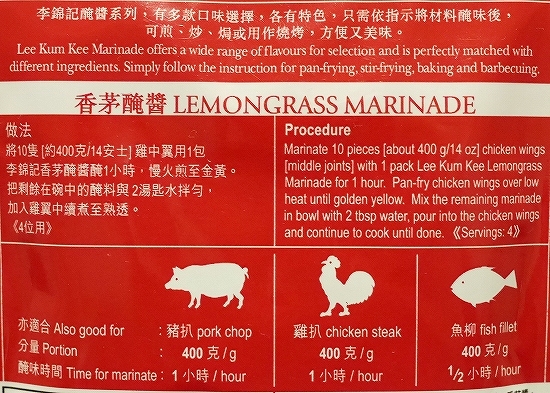 李錦記醃醬系列，有多款口味選擇，各有特色，只需依指示將材料醃味後，
可煎、炒、焗或用作燒烤，方便又美味。
Lee Kum Kee Marinade offers a wide range of flavours for selection and is perfectly matched with
different ingredients. Simply follow the instruction for pan-frying, stir-frying, baking and barbecuing.
香茅醃醬 LEMONGRASS MARINADE
做法
將10隻 [約400克/14安士] 雞中翼用1包
李錦記香茅醃醬醃1小時，慢火煎至金黃。
把剩餘在碗中的醃料與 2湯匙水拌勻，
加入雞翼中續煮至熟透。
《4位用》
Procedure
Marinate 10 pieces [about 400 g/14 oz] chicken wings
[middle joints] with 1 pack Lee Kum Kee Lemongrass
Marinade for 1 hour. Pan-fry chicken wings over low
heat until golden yellow. Mix the remaining marinade
in bowl with 2 tbsp water, pour into the chicken wings
and continue to cook until done. 《Servings: 4》
亦適合 Also good for : 豬扒 pork chop 雞扒 chicken steak 魚柳 fish fillet
分量 Portion : 400 克/g 400 克/g 400 克/g
醃味時間 Time for marinate : 1 小時 / hour 1 小時 / hour 1/2 小時 / hour